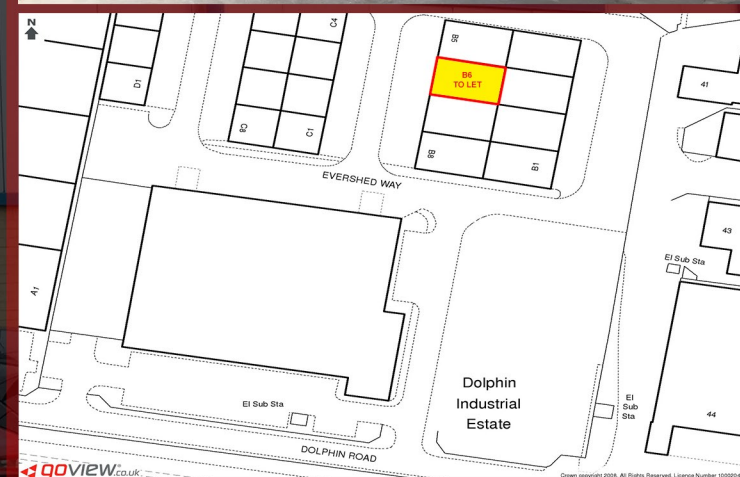 N
C4
B5
D1
B6
TO LET
41
C8
C1
B8
B1
EVERSHED WAY
43
El Sub Sta
A1
Dolphin
Industrial
Estate
El Sub Sta
El
Sub
Sta
44
DOLPHIN ROAD
goview.co.uk
Crown copyright 2008. All Rights Reserved. Licence Number